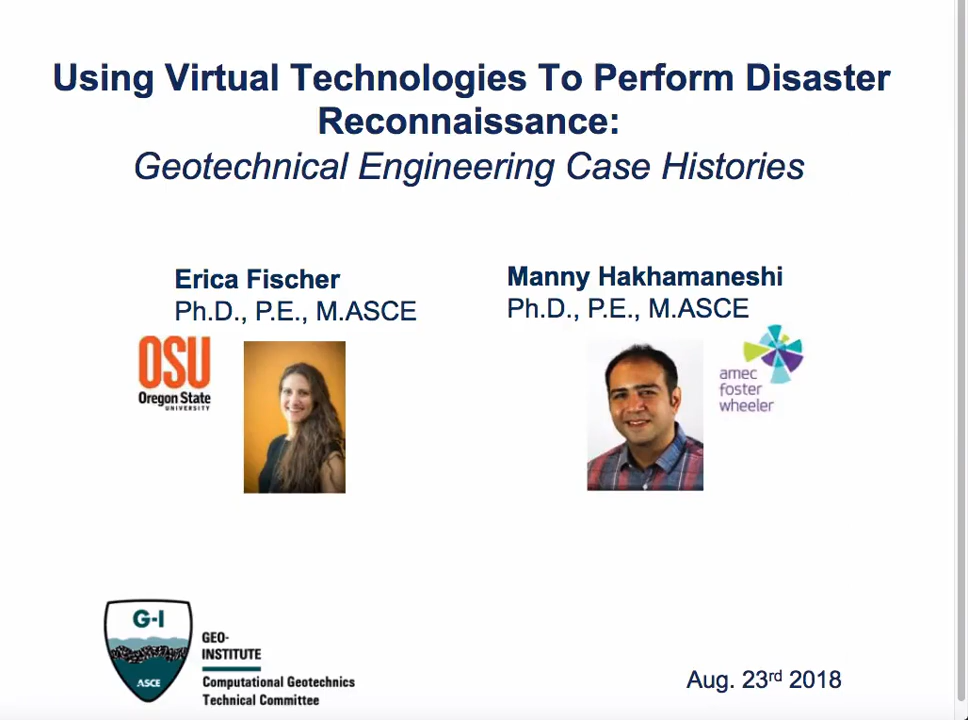 Using Virtual Technologies To Perform Disaster
Reconnaissance:
Geotechnical Engineering Case Histories
Erica Fischer
Ph.D., P.E., M.ASCE
Manny Hakhamaneshi
Ph.D., P.E., M.ASCE
OSU
Oregon State
UNIVERSITY
amec
foster
wheeler
G-I
ASCE
GEO-
INSTITUTE
Computational Geotechnics
Technical Committee
Aug. 23rd 2018